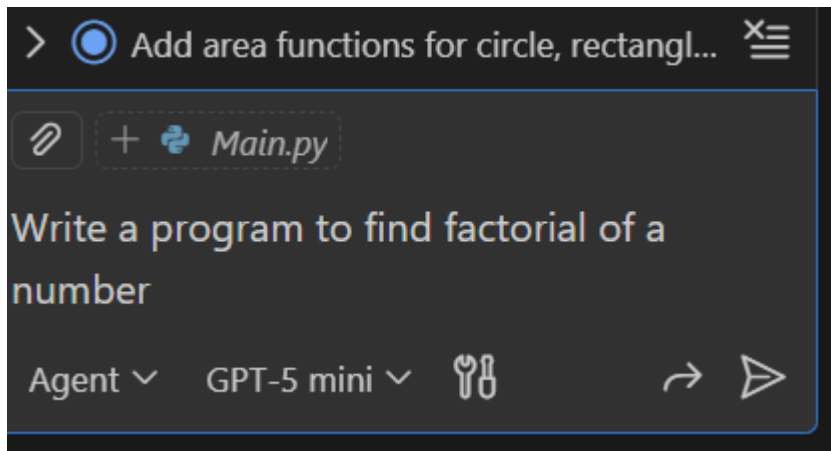 Add area functions for circle, rectangl...
Main.py
Write a program to find factorial of a
number
Agent GPT-5 mini